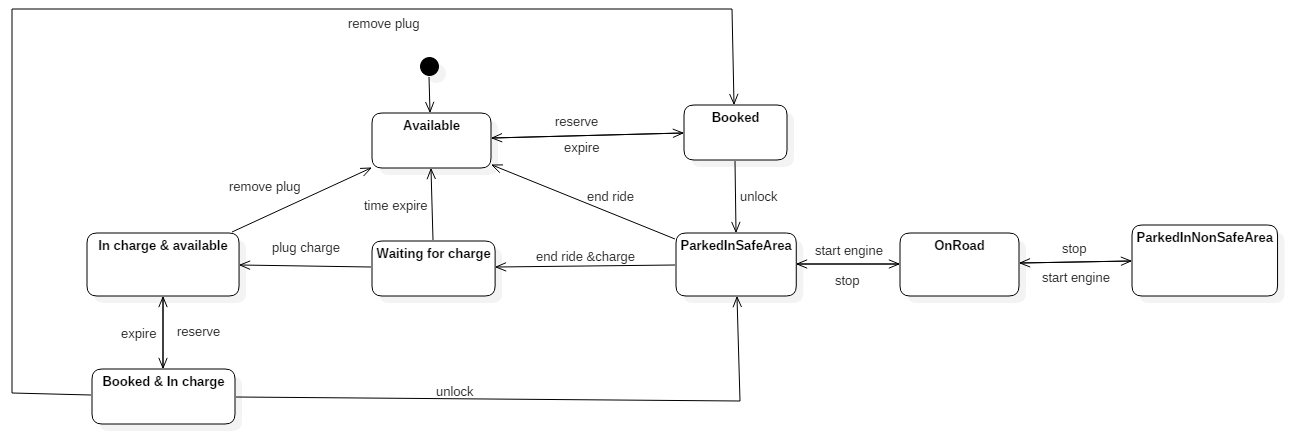 remove plug
Available
reserve
expire
Booked
remove plug
time expire
end ride
unlock
In charge & available
plug charge
Waiting for charge
end ride &charge
ParkedInSafeArea
start engine
stop
OnRoad
stop
start engine
ParkedInNonSafeArea
expire
reserve
Booked & In charge
unlock